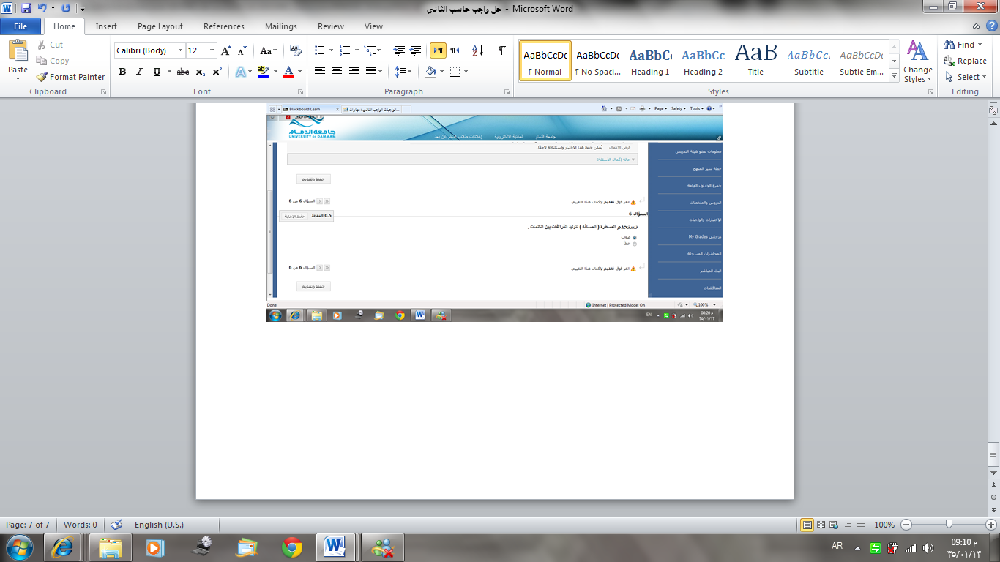 حل واجب حاسب الثاني - Microsoft Word
File Home Insert Page Layout References Mailings Review View
Paste Cut Copy Format Painter
Calibri (Body) 12
AaBbCcDc AaBbCcDc AaBbC AaBbCc AaB AaBbCc. AaBbCcDc
¶ Normal ¶ No Spaci... Heading 1 Heading 2 Title Subtitle Subtle Em...
Change Styles
Find Replace Select
Clipboard Font Paragraph Styles Editing
Blackboard Learn الواجبات الواجب الثاني : مهارات...
Page Safety Tools
جامعة الدمام
UNIVERSITY OF DAMMAM
جامعة الدمام المكتبة الالكترونية إعلانات طلاب التعلم عن بعد
معلومات عضو هيئة التدريس
خطة سير المنهج
جميع الجداول الهامة
الدروس والملخصات
الاختبارات والواجبات
درجاتي My Grades
المحاضرات المسجلة
البث المباشر
المناقشات
فرض الإكمال يُمكن حفظ هذا الاختبار واستئنافه لاحقًا.
حالة إكمال الأسئلة:
حفظ وتقديم
انقر فوق تقديم لإكمال هذا التقييم.
السؤال 6 من 6
السؤال 6
0.5 النقاط حفظ الإجابة
تستخدم المسطرة ( المسافه ) لتوليد الفراغات بين الكلمات .
صواب
خطأ
انقر فوق تقديم لإكمال هذا التقييم.
السؤال 6 من 6
حفظ وتقديم
Done Internet | Protected Mode: On 100%
EN 08:26 م
٣٥/٠١/١٣
Page: 7 of 7 Words: 0 English (U.S.) 100%
AR 09:10 م
٣٥/٠١/١٣